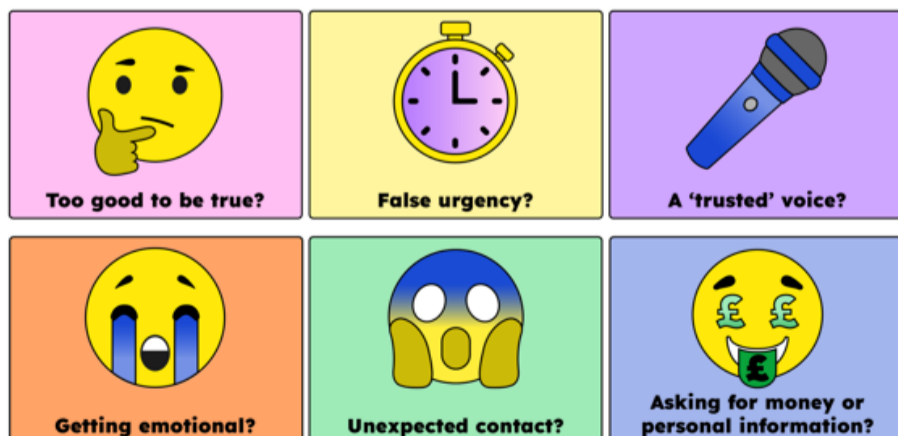 Too good to be true?
False urgency?
A ‘trusted’ voice?
Getting emotional?
Unexpected contact?
Asking for money or
personal information?